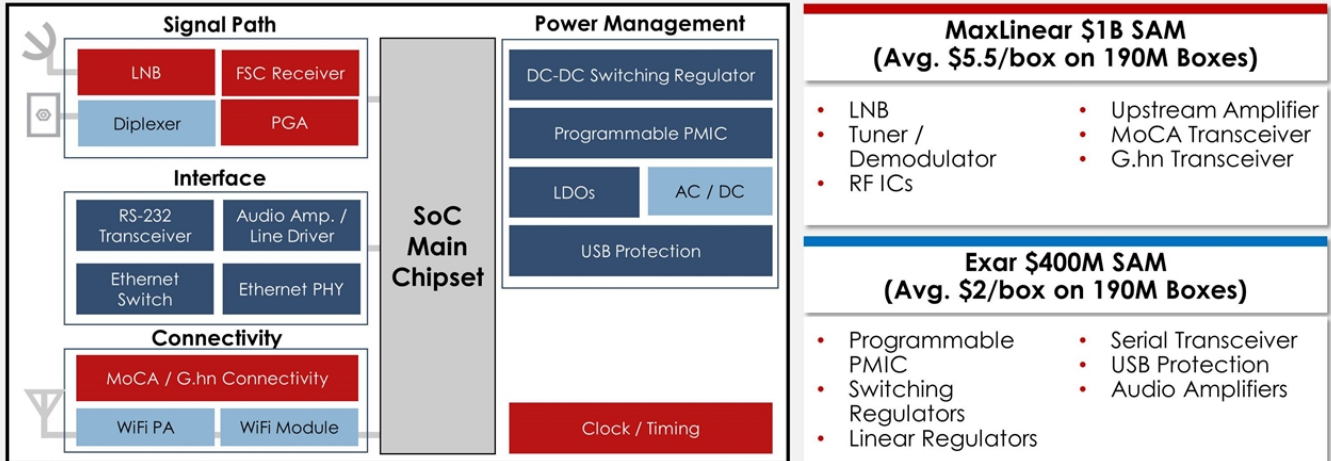 Signal Path
LNB
FSC Receiver
Diplexer
PGA
Interface
RS-232
Transceiver
Audio Amp. /
Line Driver
Ethernet
Switch
Ethernet PHY
Connectivity
MoCA / G.hn Connectivity
WiFi PA
WiFi Module
SoC
Main
Chipset
Power Management
DC-DC Switching Regulator
Programmable PMIC
LDOs
AC / DC
USB Protection
Clock / Timing
MaxLinear $1B SAM
(Avg. $5.5/box on 190M Boxes)
• LNB
• Tuner /
Demodulator
• RF ICs
• Upstream Amplifier
• MoCA Transceiver
• G.hn Transceiver
Exar $400M SAM
(Avg. $2/box on 190M Boxes)
• Programmable
PMIC
• Switching
Regulators
• Linear Regulators
• Serial Transceiver
• USB Protection
• Audio Amplifiers